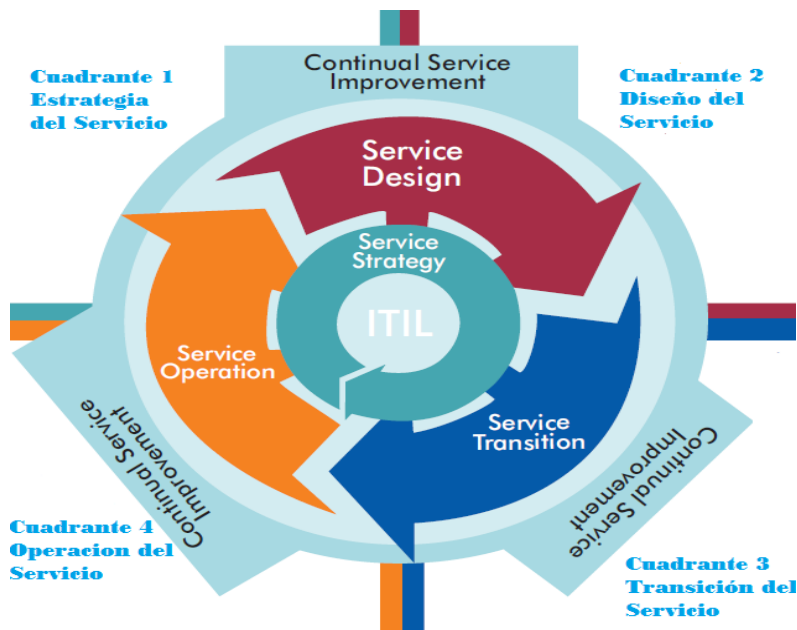 Cuadrante 1
Estrategia
del Servicio
Continual Service
Improvement
Cuadrante 2
Diseño del
Servicio
Service
Design
Service
Strategy
ITIL
Service
Operation
Service
Transition
Continual Service
Improvement
Continual Service
Improvement
Cuadrante 4
Operacion del
Servicio
Cuadrante 3
Transición del
Servicio